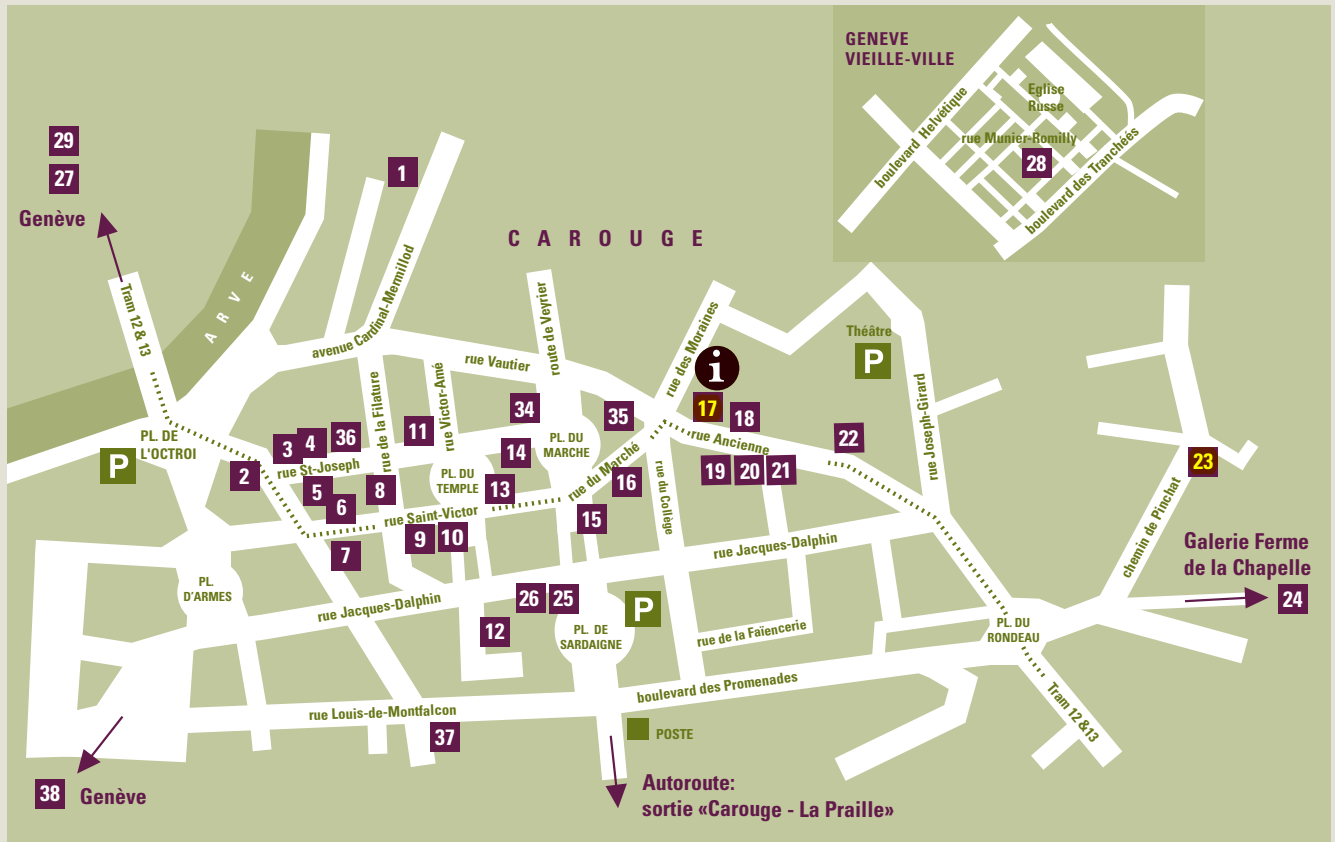 GENEVE
VIEILLE-VILLE
Eglise
Russe
boulevard Helvétique
rue Munier-Romilly
28
boulevard des Tranchées
29
27
Genève
1
CAROUGE
ARVE
Tram 12 & 13
avenue Cardinal-Mermillod
route de Veyrier
rue des Moraines
rue Vautier
i
Théâtre
P
rue de la Filature
rue Victor-Amé
rue Joseph-Girard
34
35
17
18
11
36
4
3
22
PL. DE
L'OCTROI
P
PL. DU
MARCHE
rue Ancienne
14
rue St-Joseph
2
PL. DU
TEMPLE
rue du Marché
19
20
21
23
5
8
13
16
rue du Collège
6
rue Saint-Victor
15
9
10
7
rue Jacques-Dalphin
chemin de Pinchat
Galerie Ferme
de la Chapelle
24
PL.
D'ARMES
rue Jacques-Dalphin
26
25
P
12
PL. DE
SARDAIGNE
rue de la Faïencerie
PL. DU
RONDEAU
boulevard des Promenades
Tram 12 &13
rue Louis-de-Montfalcon
37
POSTE
38
Genève
Autoroute:
sortie «Carouge - La Praille»